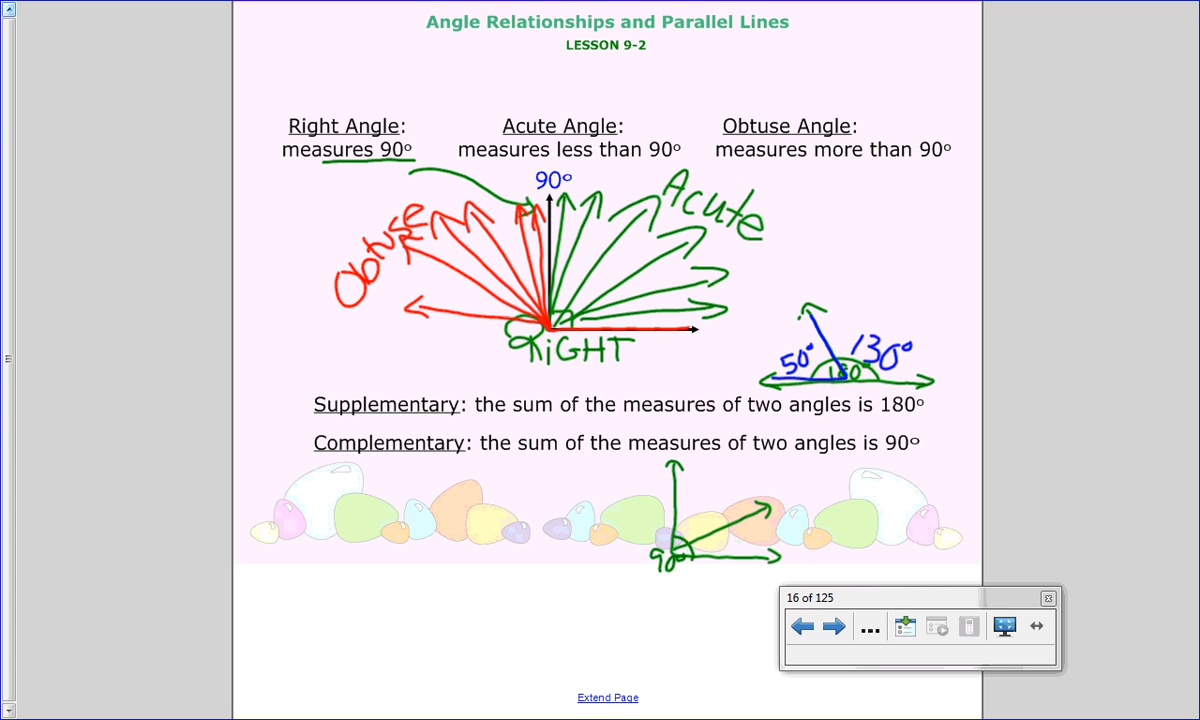 Angle Relationships and Parallel Lines
LESSON 9-2
Right Angle: Acute Angle: Obtuse Angle:
measures 90° measures less than 90° measures more than 90°
90°
Acute
Obtuse
RiGHT
50° 130°
180°
Supplementary: the sum of the measures of two angles is 180°
Complementary: the sum of the measures of two angles is 90°
90°
16 of 125
...
Extend Page